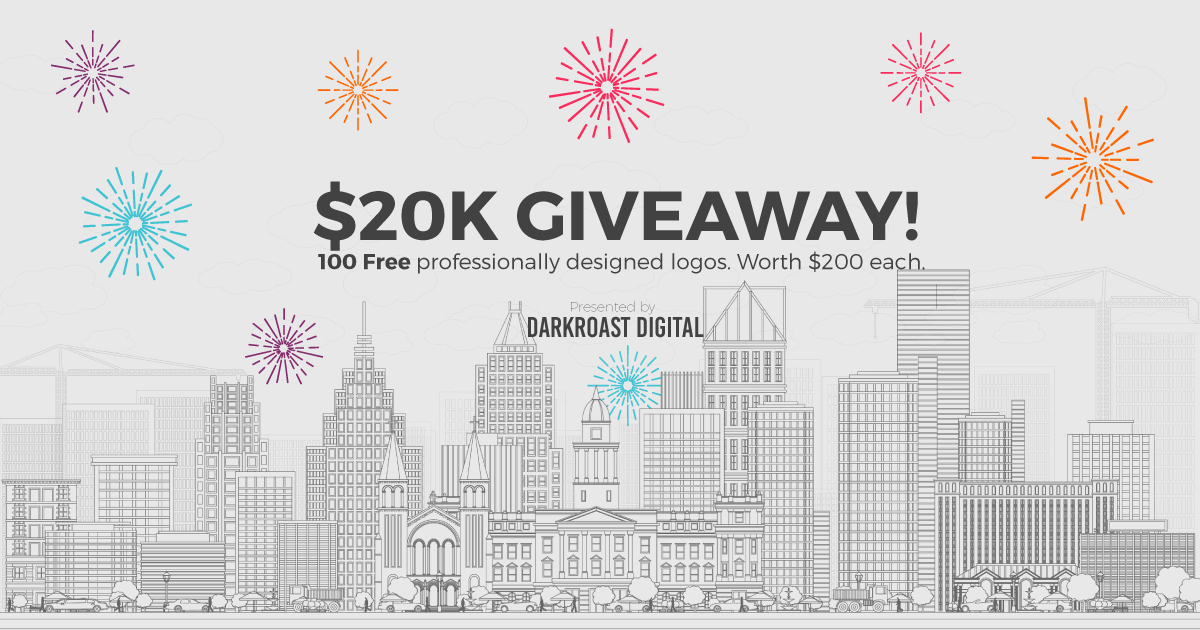 $20K GIVEAWAY!
100 Free professionally designed logos. Worth $200 each.
Presented by
DARKROAST DIGITAL